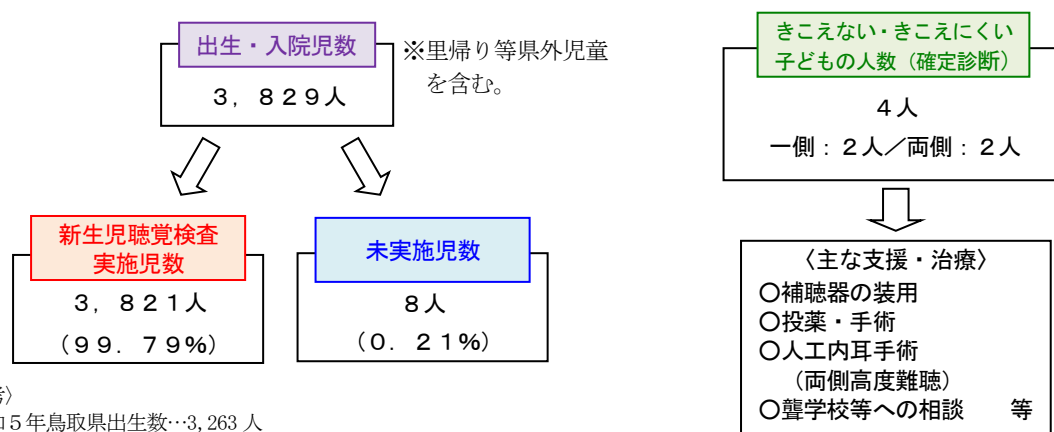 出生・入院児数
※里帰り等県外児童
を含む。
３，８２９人
新生児聴覚検査
実施児数
３，８２１人
（９９．７９%）
未実施児数
８人
（０．２１%）
５年鳥取県出生数…3,263 人
きこえない・きこえにくい
子どもの人数（確定診断）
４人
一側：２人／両側：２人
〈主な支援・治療〉
○補聴器の装用
○投薬・手術
○人工内耳手術
（両側高度難聴）
○聾学校等への相談　　等